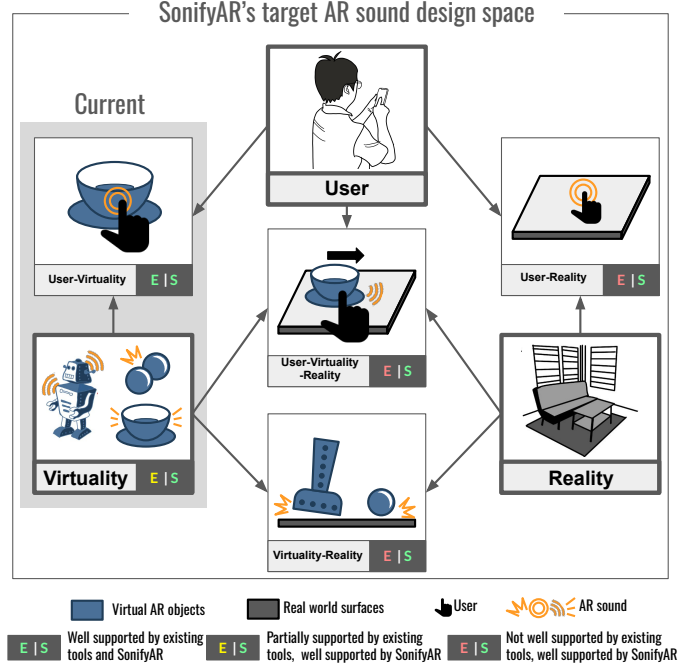 SonifyAR's target AR sound design space
Current
User
User-Virtuality E | S
User-Reality E | S
User-Virtuality
-Reality E | S
Virtuality E | S
Reality
Virtuality-Reality E | S
Virtual AR objects
Real world surfaces
User
AR sound
E | S Well supported by existing
tools and SonifyAR
E | S Partially supported by existing
tools, well supported by SonifyAR
E | S Not well supported by existing
tools, well supported by SonifyAR